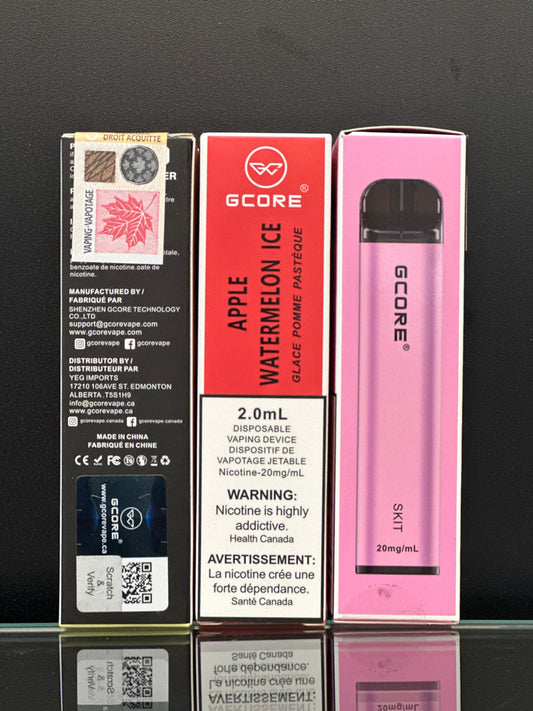 DROIT ACQUITTÉ
VAPING·VAPOTAGE
benzoate de nicotine.oate de
nicotine.
MANUFACTURED BY /
FABRIQUÉ PAR
SHENZHEN GCORE TECHNOLOGY
CO.,LTD
support@gcorevape.com
www.gcorevape.com
gcorevape gcorevape
DISTRIBUTOR BY /
DISTRIBUTEUR PAR
YEG IMPORTS
17210 106AVE ST. EDMONTON
ALBERTA .T5S1H9
info@gcorevape.ca
www.gcorevape.ca
gcorevape.canada gcorevape.canada
MADE IN CHINA
FABRIQUÉ EN CHINE
CE
GCORE®
www.gcorevape.ca
Scratch
&
Verify
GCORE®
APPLE
WATERMELON ICE
GLACE POMME PASTÈQUE
2.0mL
DISPOSABLE
VAPING DEVICE
DISPOSITIF DE
VAPOTAGE JETABLE
Nicotine-20mg/mL
WARNING:
Nicotine is highly
addictive.
Health Canada
AVERTISSEMENT:
La nicotine crée une
forte dépendance.
Santé Canada
GCORE®
SKIT
20mg/mL